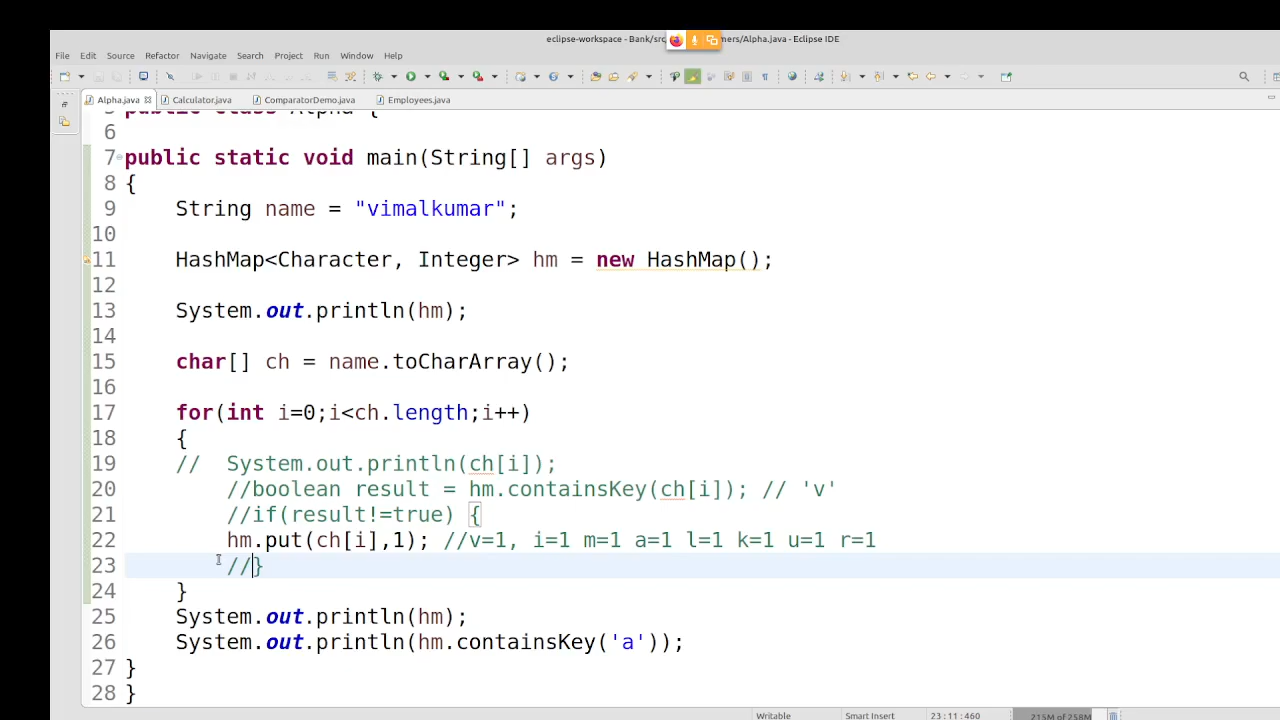 eclipse-workspace - Bank/src mers/Alpha.java - Eclipse IDE
File Edit Source Refactor Navigate Search Project Run Window Help
Alpha.java Calculator.java ComparatorDemo.java Employees.java
5 public class Alpha {
6
7 public static void main(String[] args)
8 {
9 String name = "vimalkumar";
10
11 HashMap<Character, Integer> hm = new HashMap();
12
13 System.out.println(hm);
14
15 char[] ch = name.toCharArray();
16
17 for(int i=0;i<ch.length;i++)
18 {
19 // System.out.println(ch[i]);
20 //boolean result = hm.containsKey(ch[i]); // 'v'
21 //if(result!=true) {
22 hm.put(ch[i],1); //v=1, i=1 m=1 a=1 l=1 k=1 u=1 r=1
23 //}
24 }
25 System.out.println(hm);
26 System.out.println(hm.containsKey('a'));
27 }
28 }
Writable Smart Insert 23:11:460 215M of 258M